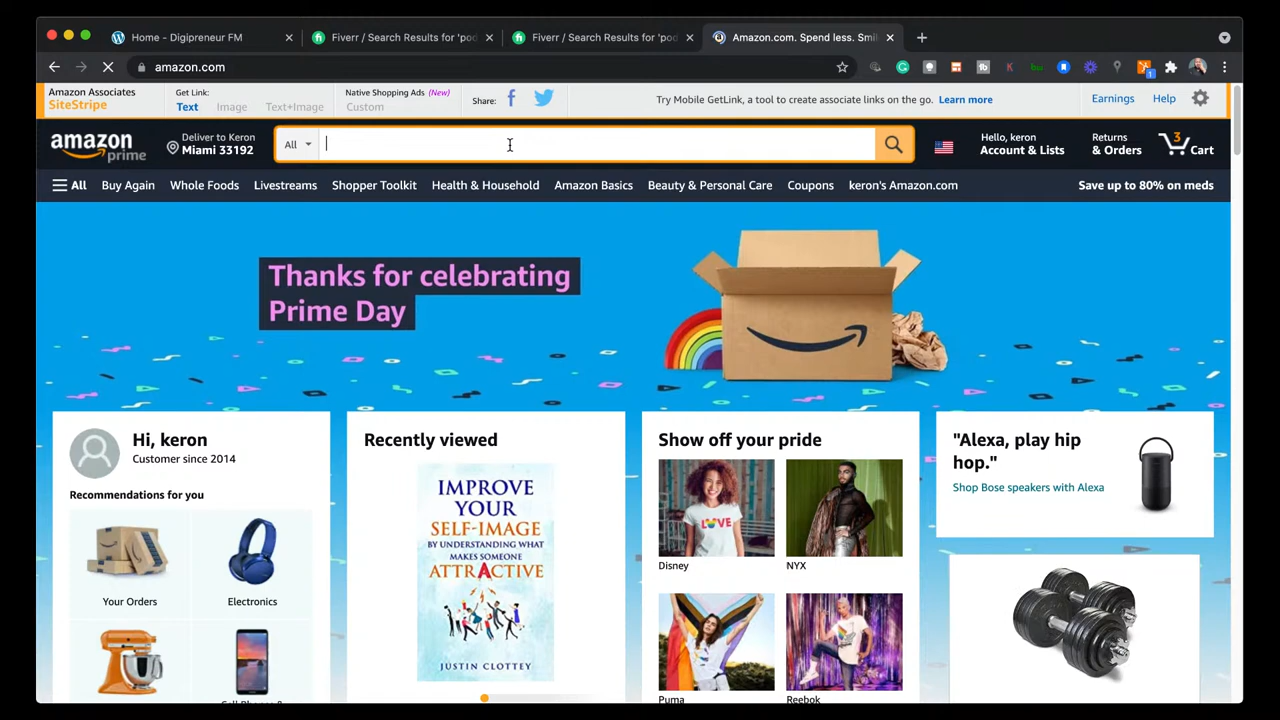 Home - Digipreneur FM
Fiverr / Search Results for 'pod
Fiverr / Search Results for 'pod
Amazon.com. Spend less. Smil
amazon.com
1
Amazon Associates
SiteStripe
Get Link:
Text
Image
Text+Image
Native Shopping Ads (New)
Custom
Share:
Try Mobile GetLink, a tool to create associate links on the go. Learn more
Earnings
Help
amazon
prime
Deliver to Keron
Miami 33192
All
Hello, keron
Account & Lists
Returns
& Orders
3
Cart
All
Buy Again
Whole Foods
Livestreams
Shopper Toolkit
Health & Household
Amazon Basics
Beauty & Personal Care
Coupons
keron's Amazon.com
Save up to 80% on meds
Thanks for celebrating
Prime Day
Hi, keron
Customer since 2014
Recommendations for you
Your Orders
Electronics
Recently viewed
IMPROVE
YOUR
SELF-IMAGE
BY UNDERSTANDING WHAT
MAKES SOMEONE
ATTRACTIVE
JUSTIN CLOTTEY
Show off your pride
LOVE
Disney
NYX
Puma
Reebok
"Alexa, play hip
hop."
Shop Bose speakers with Alexa